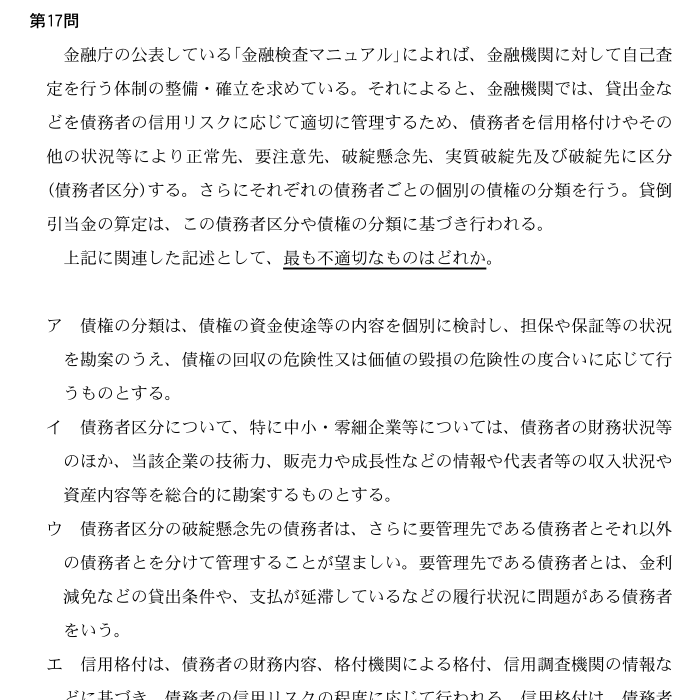 第17問
金融庁の公表している「金融検査マニュアル」によれば、金融機関に対して自己査
定を行う体制の整備・確立を求めている。それによると、金融機関では、貸出金な
どを債務者の信用リスクに応じて適切に管理するため、債務者を信用格付けやその
他の状況等により正常先、要注意先、破綻懸念先、実質破綻先及び破綻先に区分
(債務者区分)する。さらにそれぞれの債務者ごとの個別の債権の分類を行う。貸倒
引当金の算定は、この債務者区分や債権の分類に基づき行われる。
上記に関連した記述として、最も不適切なものはどれか。
ア 債権の分類は、債権の資金使途等の内容を個別に検討し、担保や保証等の状況
を勘案のうえ、債権の回収の危険性又は価値の毀損の危険性の度合いに応じて行
うものとする。
イ 債務者区分について、特に中小・零細企業等については、債務者の財務状況等
のほか、当該企業の技術力、販売力や成長性などの情報や代表者等の収入状況や
資産内容等を総合的に勘案するものとする。
ウ 債務者区分の破綻懸念先の債務者は、さらに要管理先である債務者とそれ以外
の債務者とを分けて管理することが望ましい。要管理先である債務者とは、金利
減免などの貸出条件や、支払が延滞しているなどの履行状況に問題がある債務者
をいう。
エ 信用格付は、債務者の財務内容、格付機関による格付、信用調査機関の情報な
どに基づき、債務者の信用リスクの程度に応じて行われる。信用格付は、債務者